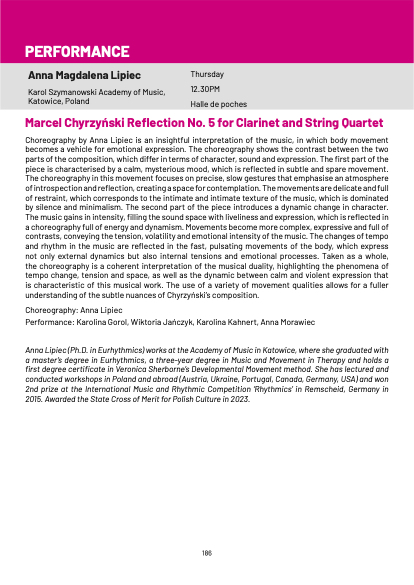 PERFORMANCE
Anna Magdalena Lipiec
Karol Szymanowski Academy of Music,
Katowice, Poland
Thursday
12.30PM
Halle de poches
Marcel Chyrzyński Reflection No. 5 for Clarinet and String Quartet
Choreography by Anna Lipiec is an insightful interpretation of the music, in which body movement
becomes a vehicle for emotional expression. The choreography shows the contrast between the two
parts of the composition, which differ in terms of character, sound and expression. The first part of the
piece is characterised by a calm, mysterious mood, which is reflected in subtle and spare movement.
The choreography in this movement focuses on precise, slow gestures that emphasise an atmosphere
of introspection and reflection, creating a space for contemplation. The movements are delicate and full
of restraint, which corresponds to the intimate and intimate texture of the music, which is dominated
by silence and minimalism. The second part of the piece introduces a dynamic change in character.
The music gains in intensity, filling the sound space with liveliness and expression, which is reflected in
a choreography full of energy and dynamism. Movements become more complex, expressive and full of
contrasts, conveying the tension, volatility and emotional intensity of the music. The changes of tempo
and rhythm in the music are reflected in the fast, pulsating movements of the body, which express
not only external dynamics but also internal tensions and emotional processes. Taken as a whole,
the choreography is a coherent interpretation of the musical duality, highlighting the phenomena of
tempo change, tension and space, as well as the dynamic between calm and violent expression that
is characteristic of this musical work. The use of a variety of movement qualities allows for a fuller
understanding of the subtle nuances of Chyrzyński's composition.
Choreography: Anna Lipiec
Performance: Karolina Gorol, Wiktoria Jańczyk, Karolina Kahnert, Anna Morawiec
Anna Lipiec (Ph.D. in Eurhythmics) works at the Academy of Music in Katowice, where she graduated with
a master's degree in Eurhythmics, a three-year degree in Music and Movement in Therapy and holds a
first degree certificate in Veronica Sherborne's Developmental Movement method. She has lectured and
conducted workshops in Poland and abroad (Austria, Ukraine, Portugal, Canada, Germany, USA) and won
2nd prize at the International Music and Rhythmic Competition 'Rhythmics' in Remscheid, Germany in
2015. Awarded the State Cross of Merit for Polish Culture in 2023.
186